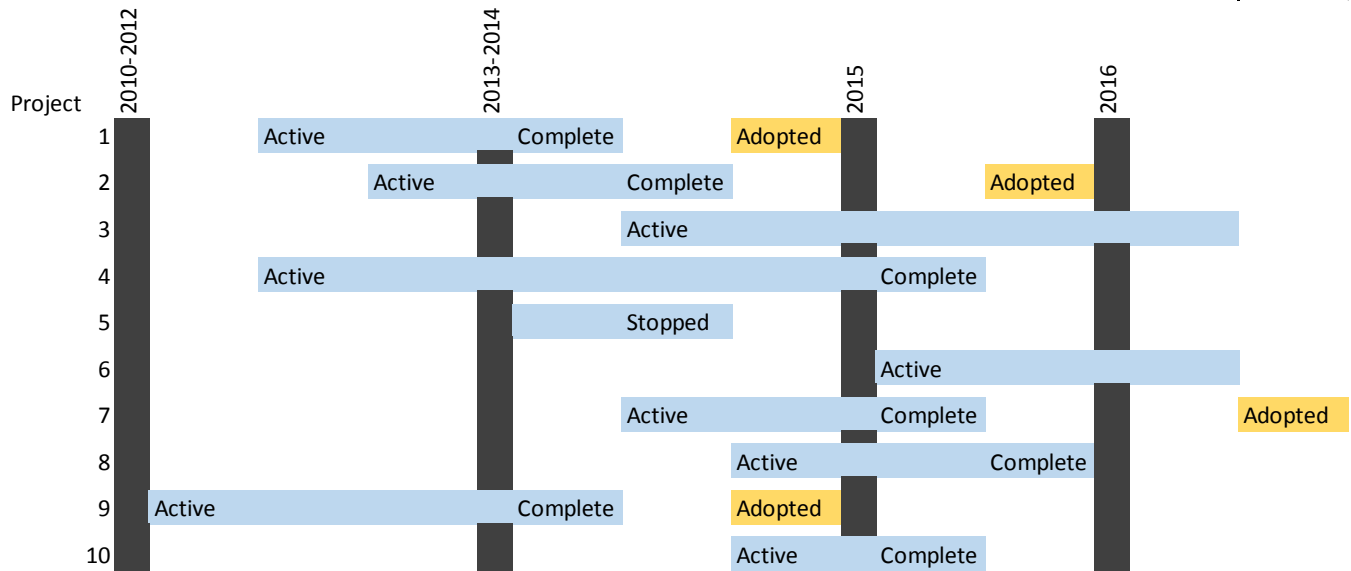 2010-2012
2013-2014
2015
2016
Project
1 Active Complete Adopted
2 Active Complete Adopted
3 Active
4 Active Complete
5 Stopped
6 Active
7 Active Complete Adopted
8 Active Complete
9 Active Complete Adopted
10 Active Complete